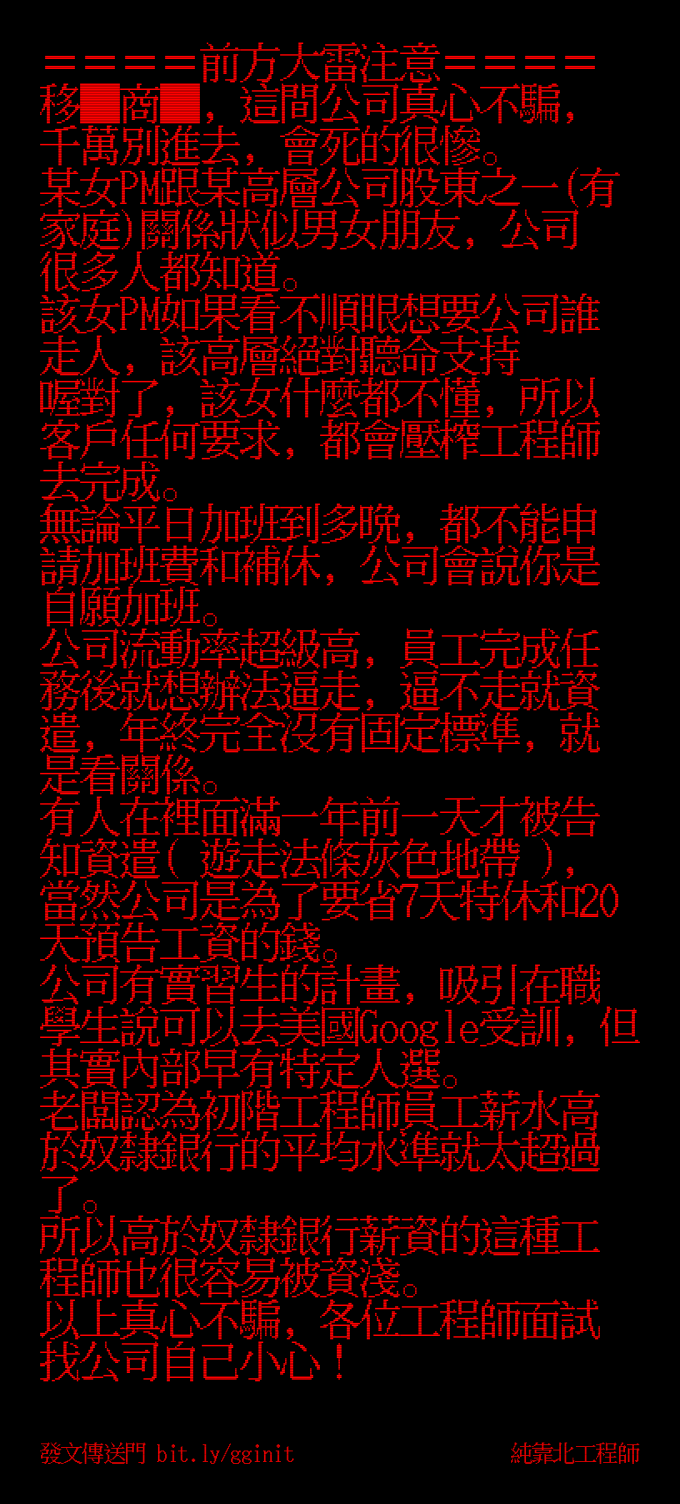 ＝＝＝＝前方大雷注意＝＝＝＝
移▓商▓，這間公司真心不騙，
千萬別進去，會死的很慘。
某女PM跟某高層公司股東之一(有
家庭)關係狀似男女朋友，公司
很多人都知道。
該女PM如果看不順眼想要公司誰
走人，該高層絕對聽命支持
喔對了，該女什麼都不懂，所以
客戶任何要求，都會壓榨工程師
去完成。
無論平日加班到多晚，都不能申
請加班費和補休，公司會說你是
自願加班。
公司流動率超級高，員工完成任
務後就想辦法逼走，逼不走就資
遣，年終完全沒有固定標準，就
是看關係。
有人在裡面滿一年前一天才被告
知資遣( 遊走法條灰色地帶 )，
當然公司是為了要省7天特休和20
天預告工資的錢。
公司有實習生的計畫，吸引在職
學生說可以去美國Google受訓，但
其實內部早有特定人選。
老闆認為初階工程師員工薪水高
於奴隸銀行的平均水準就太超過
了。
所以高於奴隸銀行薪資的這種工
程師也很容易被資淺。
以上真心不騙，各位工程師面試
找公司自己小心！
發文傳送門 bit.ly/gginit
純靠北工程師